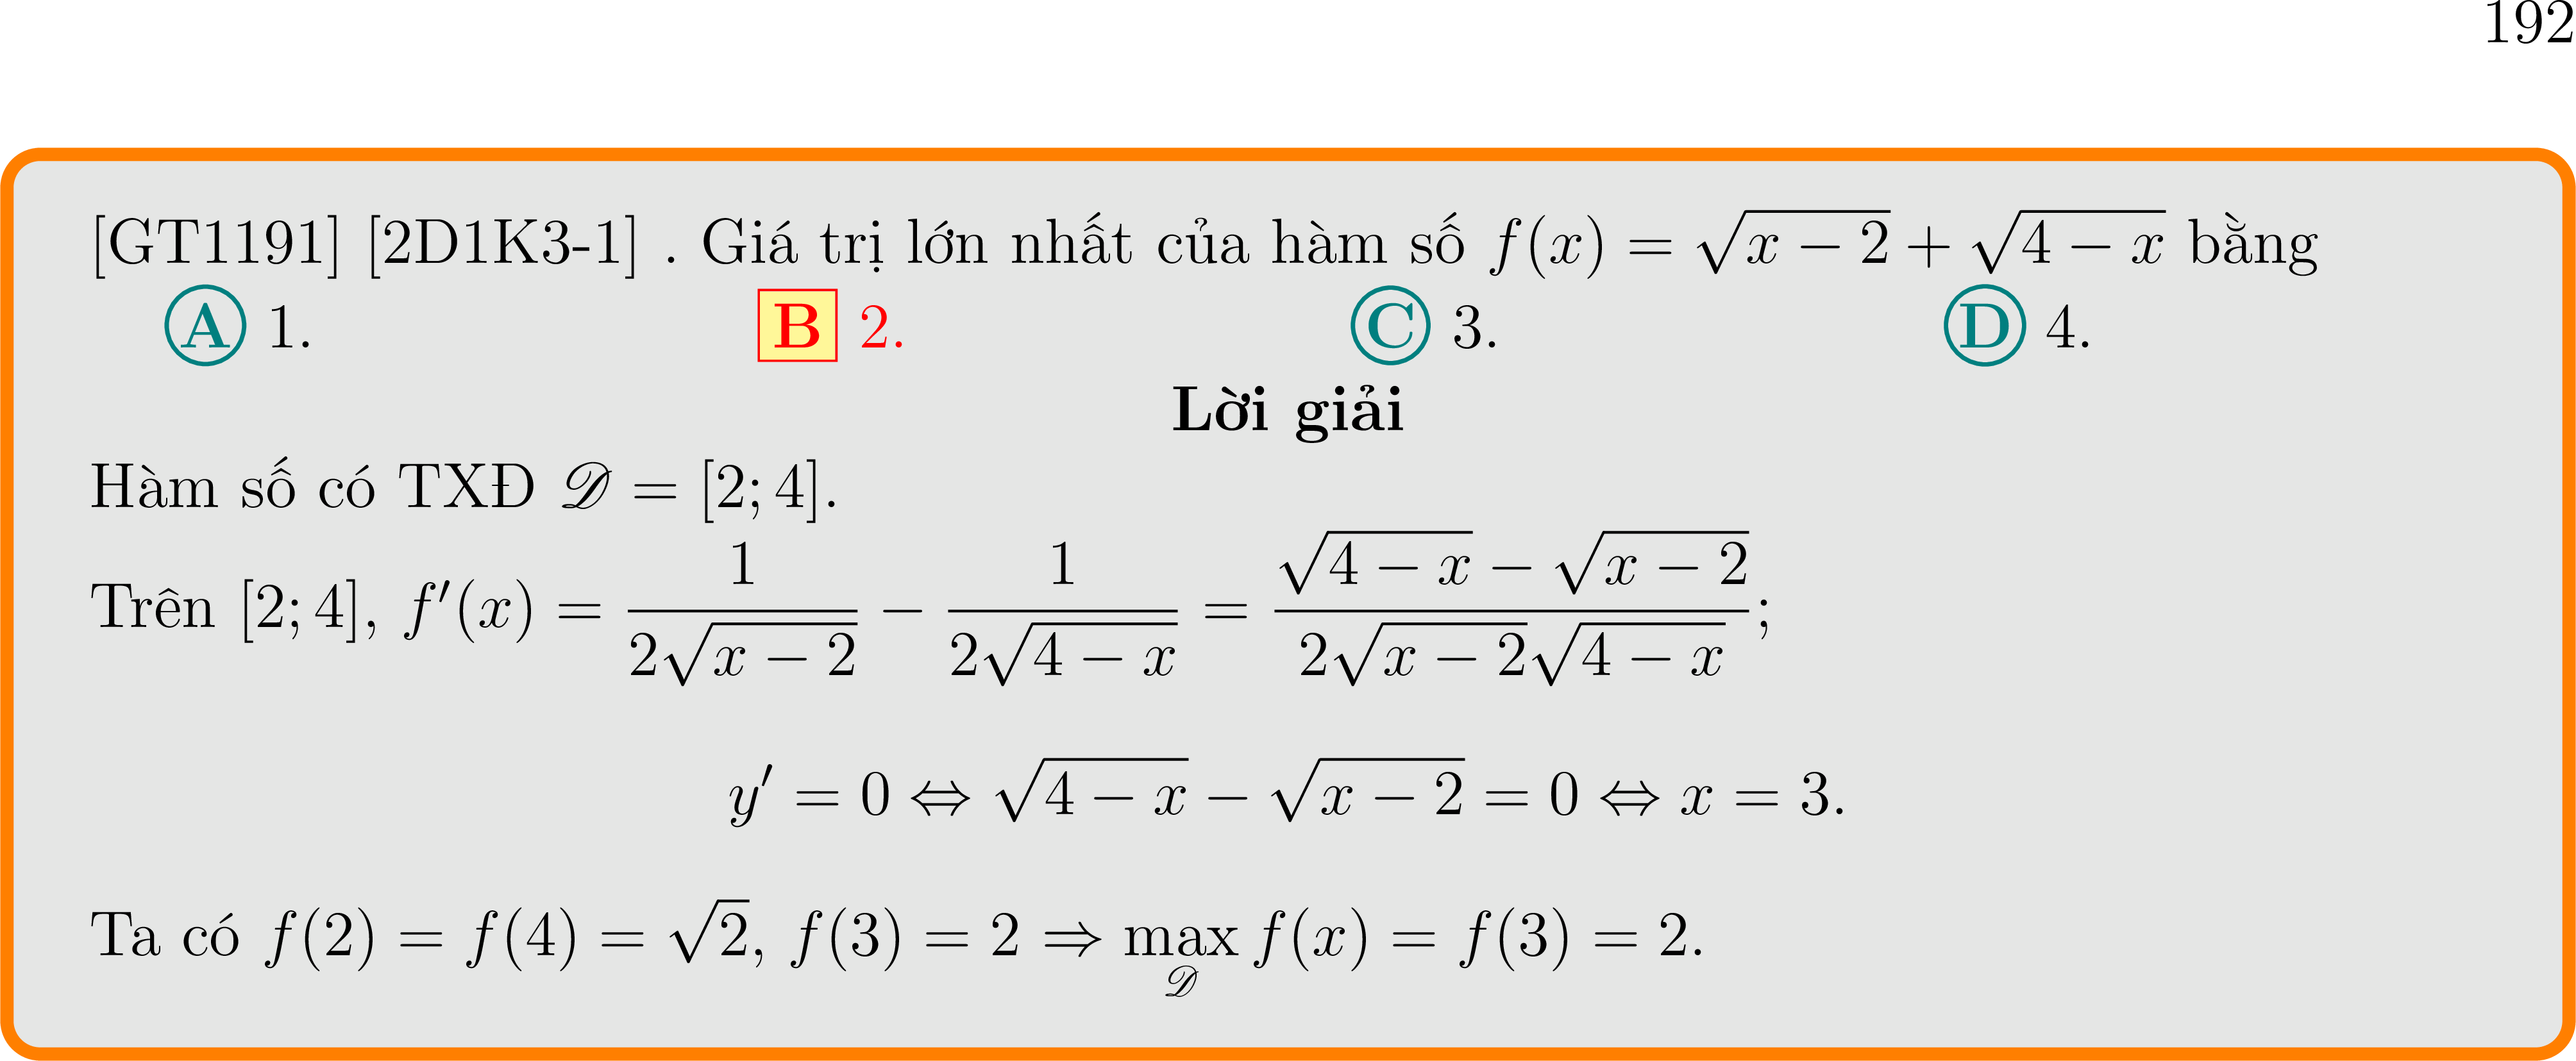 192
[GT1191] [2D1K3-1] . Giá trị lớn nhất của hàm số $f(x) = \sqrt{x-2} + \sqrt{4-x}$ bằng
A 1. B 2. C 3. D 4.
Lời giải
Hàm số có TXĐ $\mathscr{D} = [2; 4]$.
Trên $[2; 4]$, $f'(x) = \dfrac{1}{2\sqrt{x-2}} - \dfrac{1}{2\sqrt{4-x}} = \dfrac{\sqrt{4-x} - \sqrt{x-2}}{2\sqrt{x-2}\sqrt{4-x}}$;
$y' = 0 \Leftrightarrow \sqrt{4-x} - \sqrt{x-2} = 0 \Leftrightarrow x = 3.$
Ta có $f(2) = f(4) = \sqrt{2}$, $f(3) = 2 \Rightarrow \max\limits_{\mathscr{D}} f(x) = f(3) = 2.$